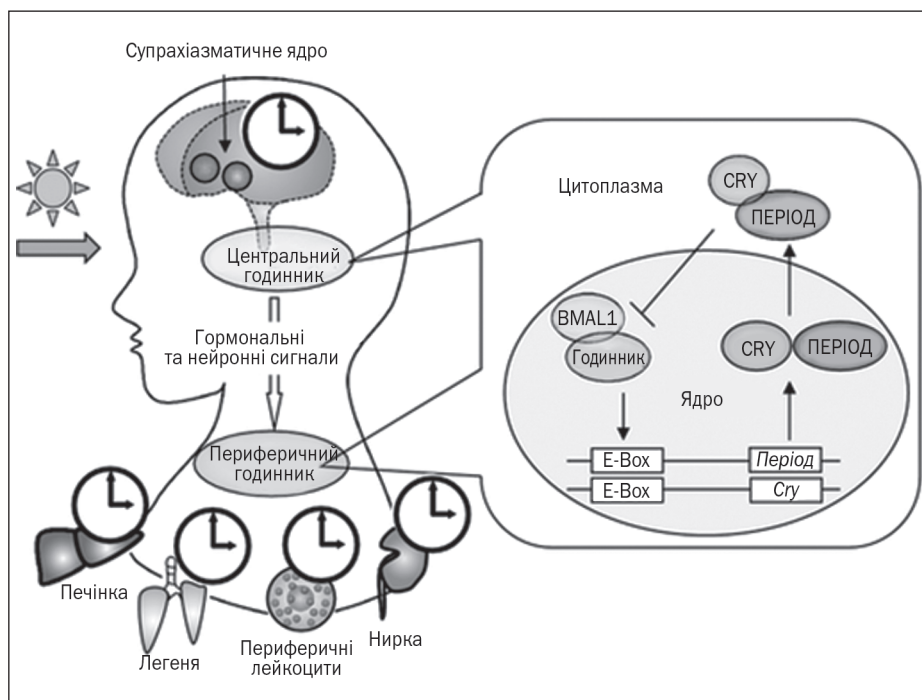 Супрахіазматичне ядро
Центральний
годинник
Гормональні
та нейронні сигнали
Периферичний
годинник
Печінка
Легеня
Периферичні
лейкоцити
Нирка
Цитоплазма
CRY
ПЕРІОД
BMAL1
Годинник
CRY
ПЕРІОД
Ядро
E-Box
Період
E-Box
Cry